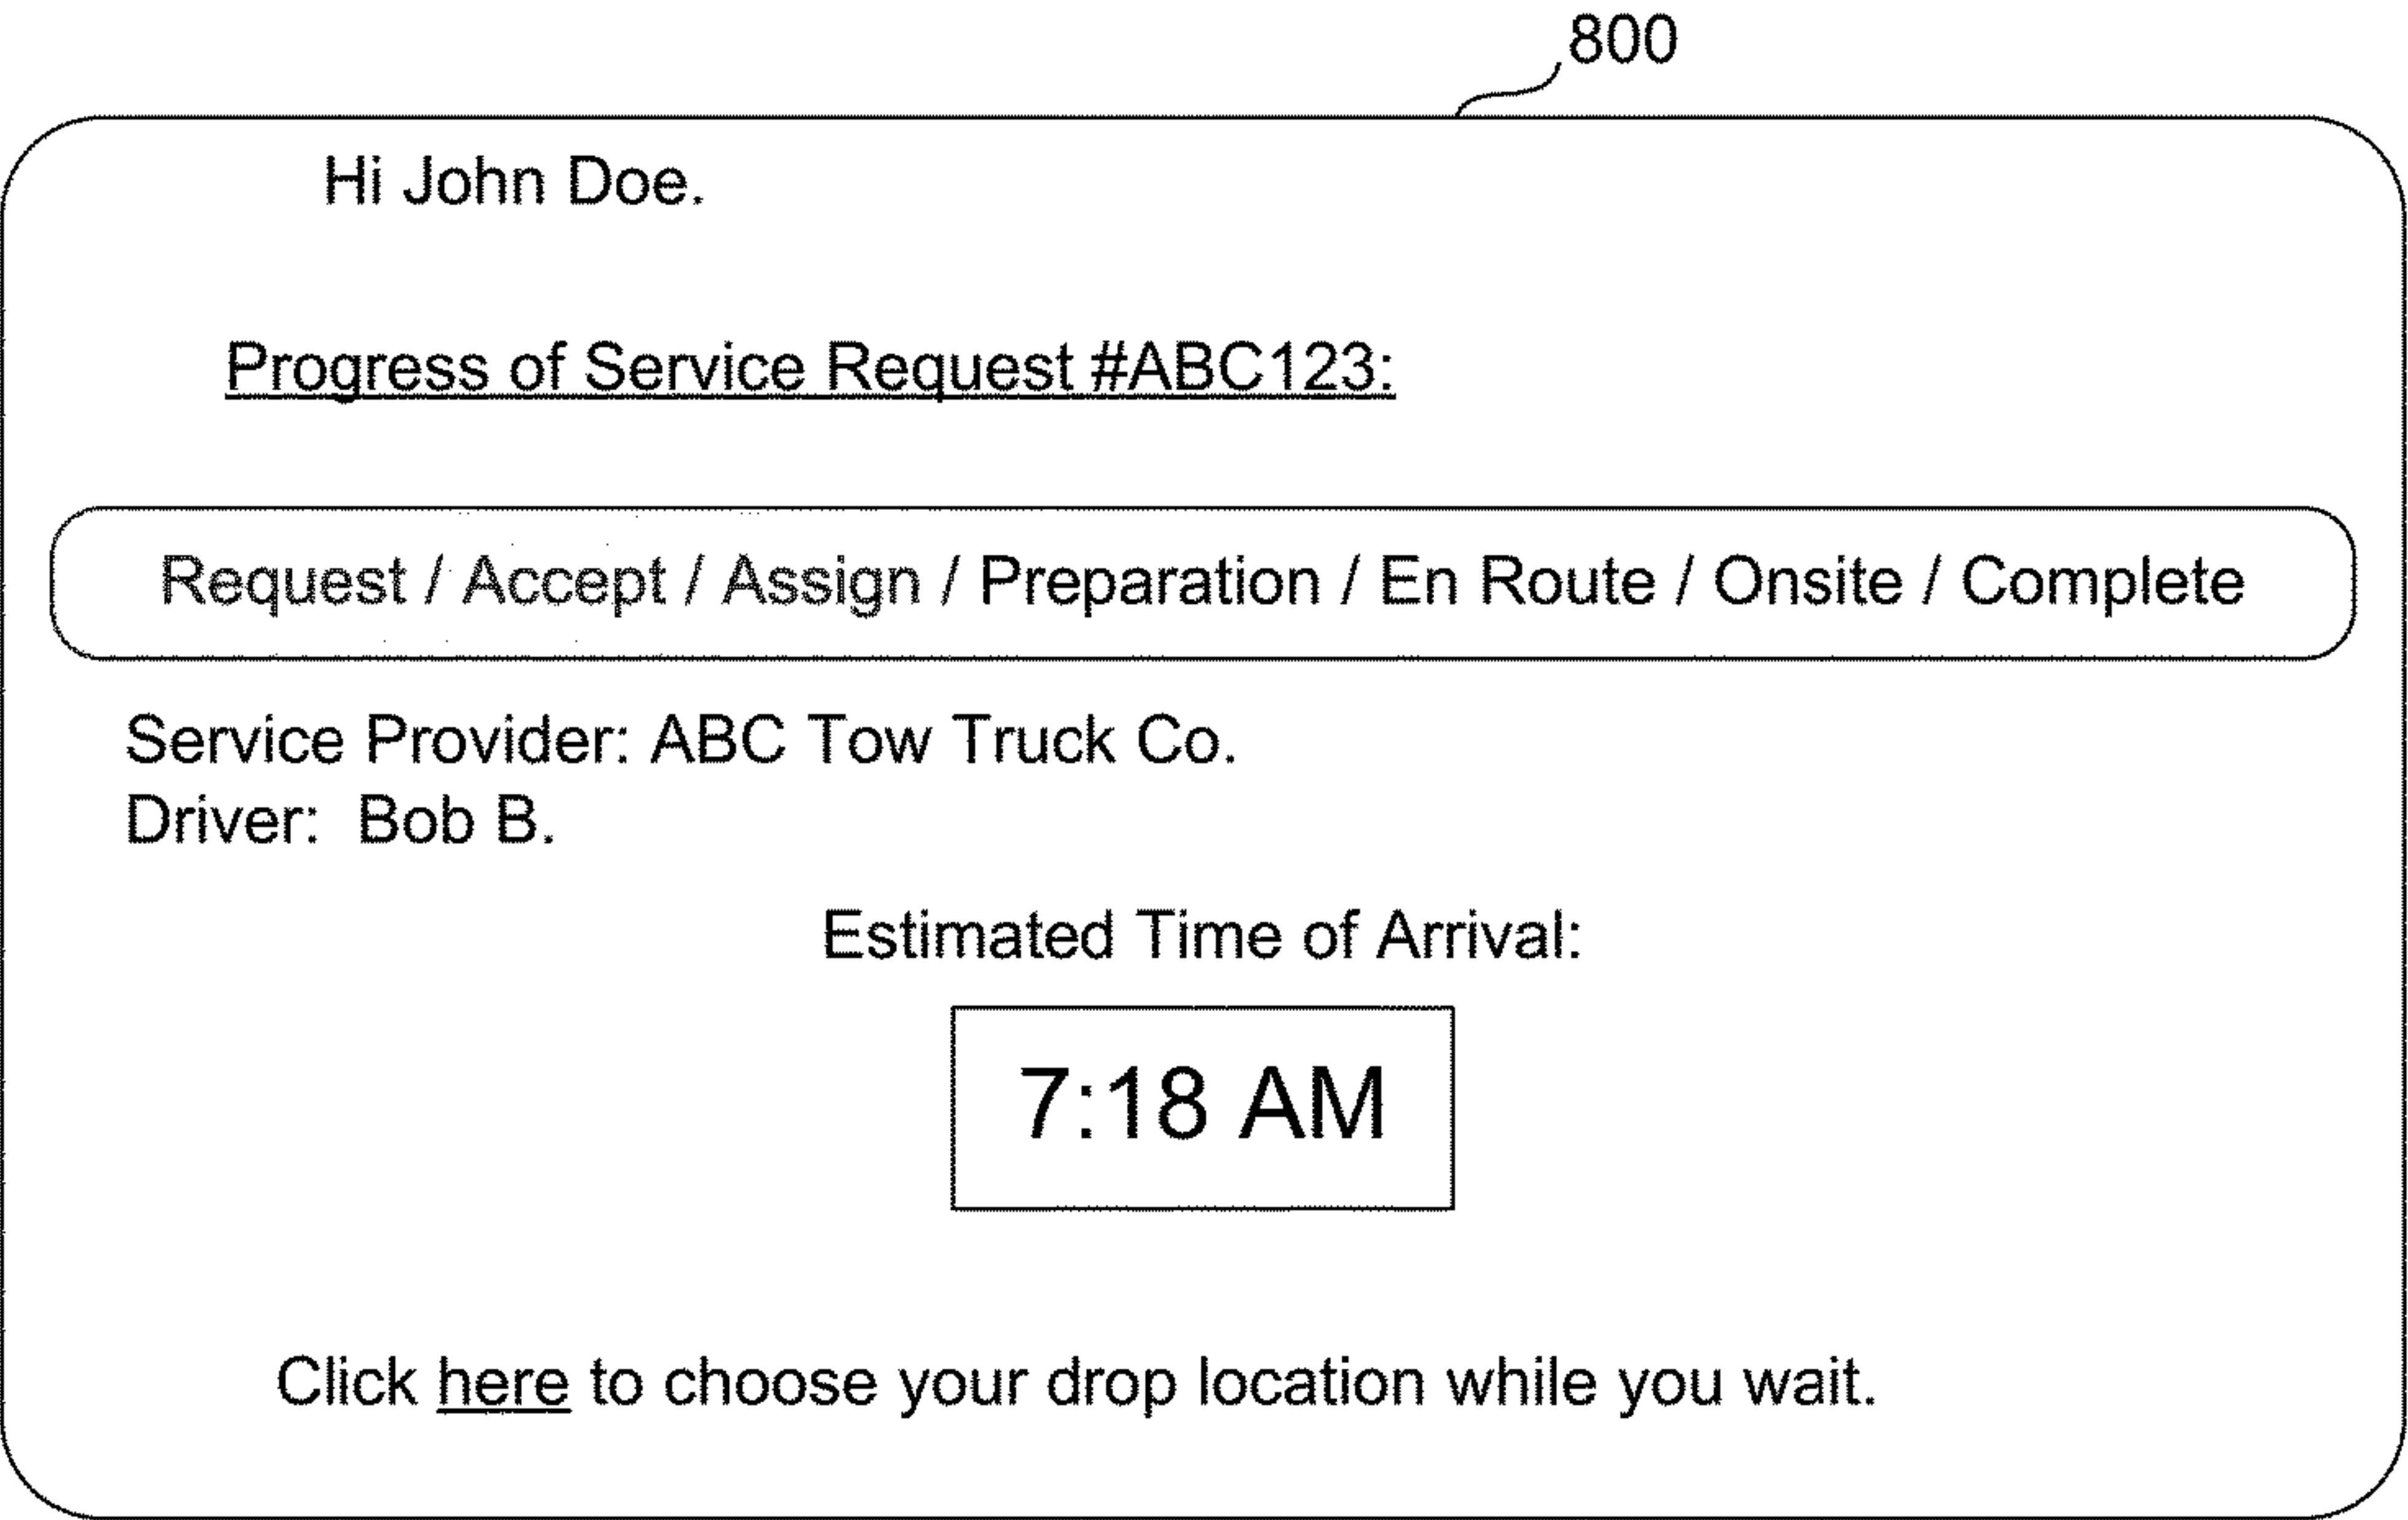 800
Hi John Doe.
Progress of Service Request #ABC123:
Request / Accept / Assign / Preparation / En Route / Onsite / Complete
Service Provider: ABC Tow Truck Co.
Driver: Bob B.
Estimated Time of Arrival:
7:18 AM
Click here to choose your drop location while you wait.